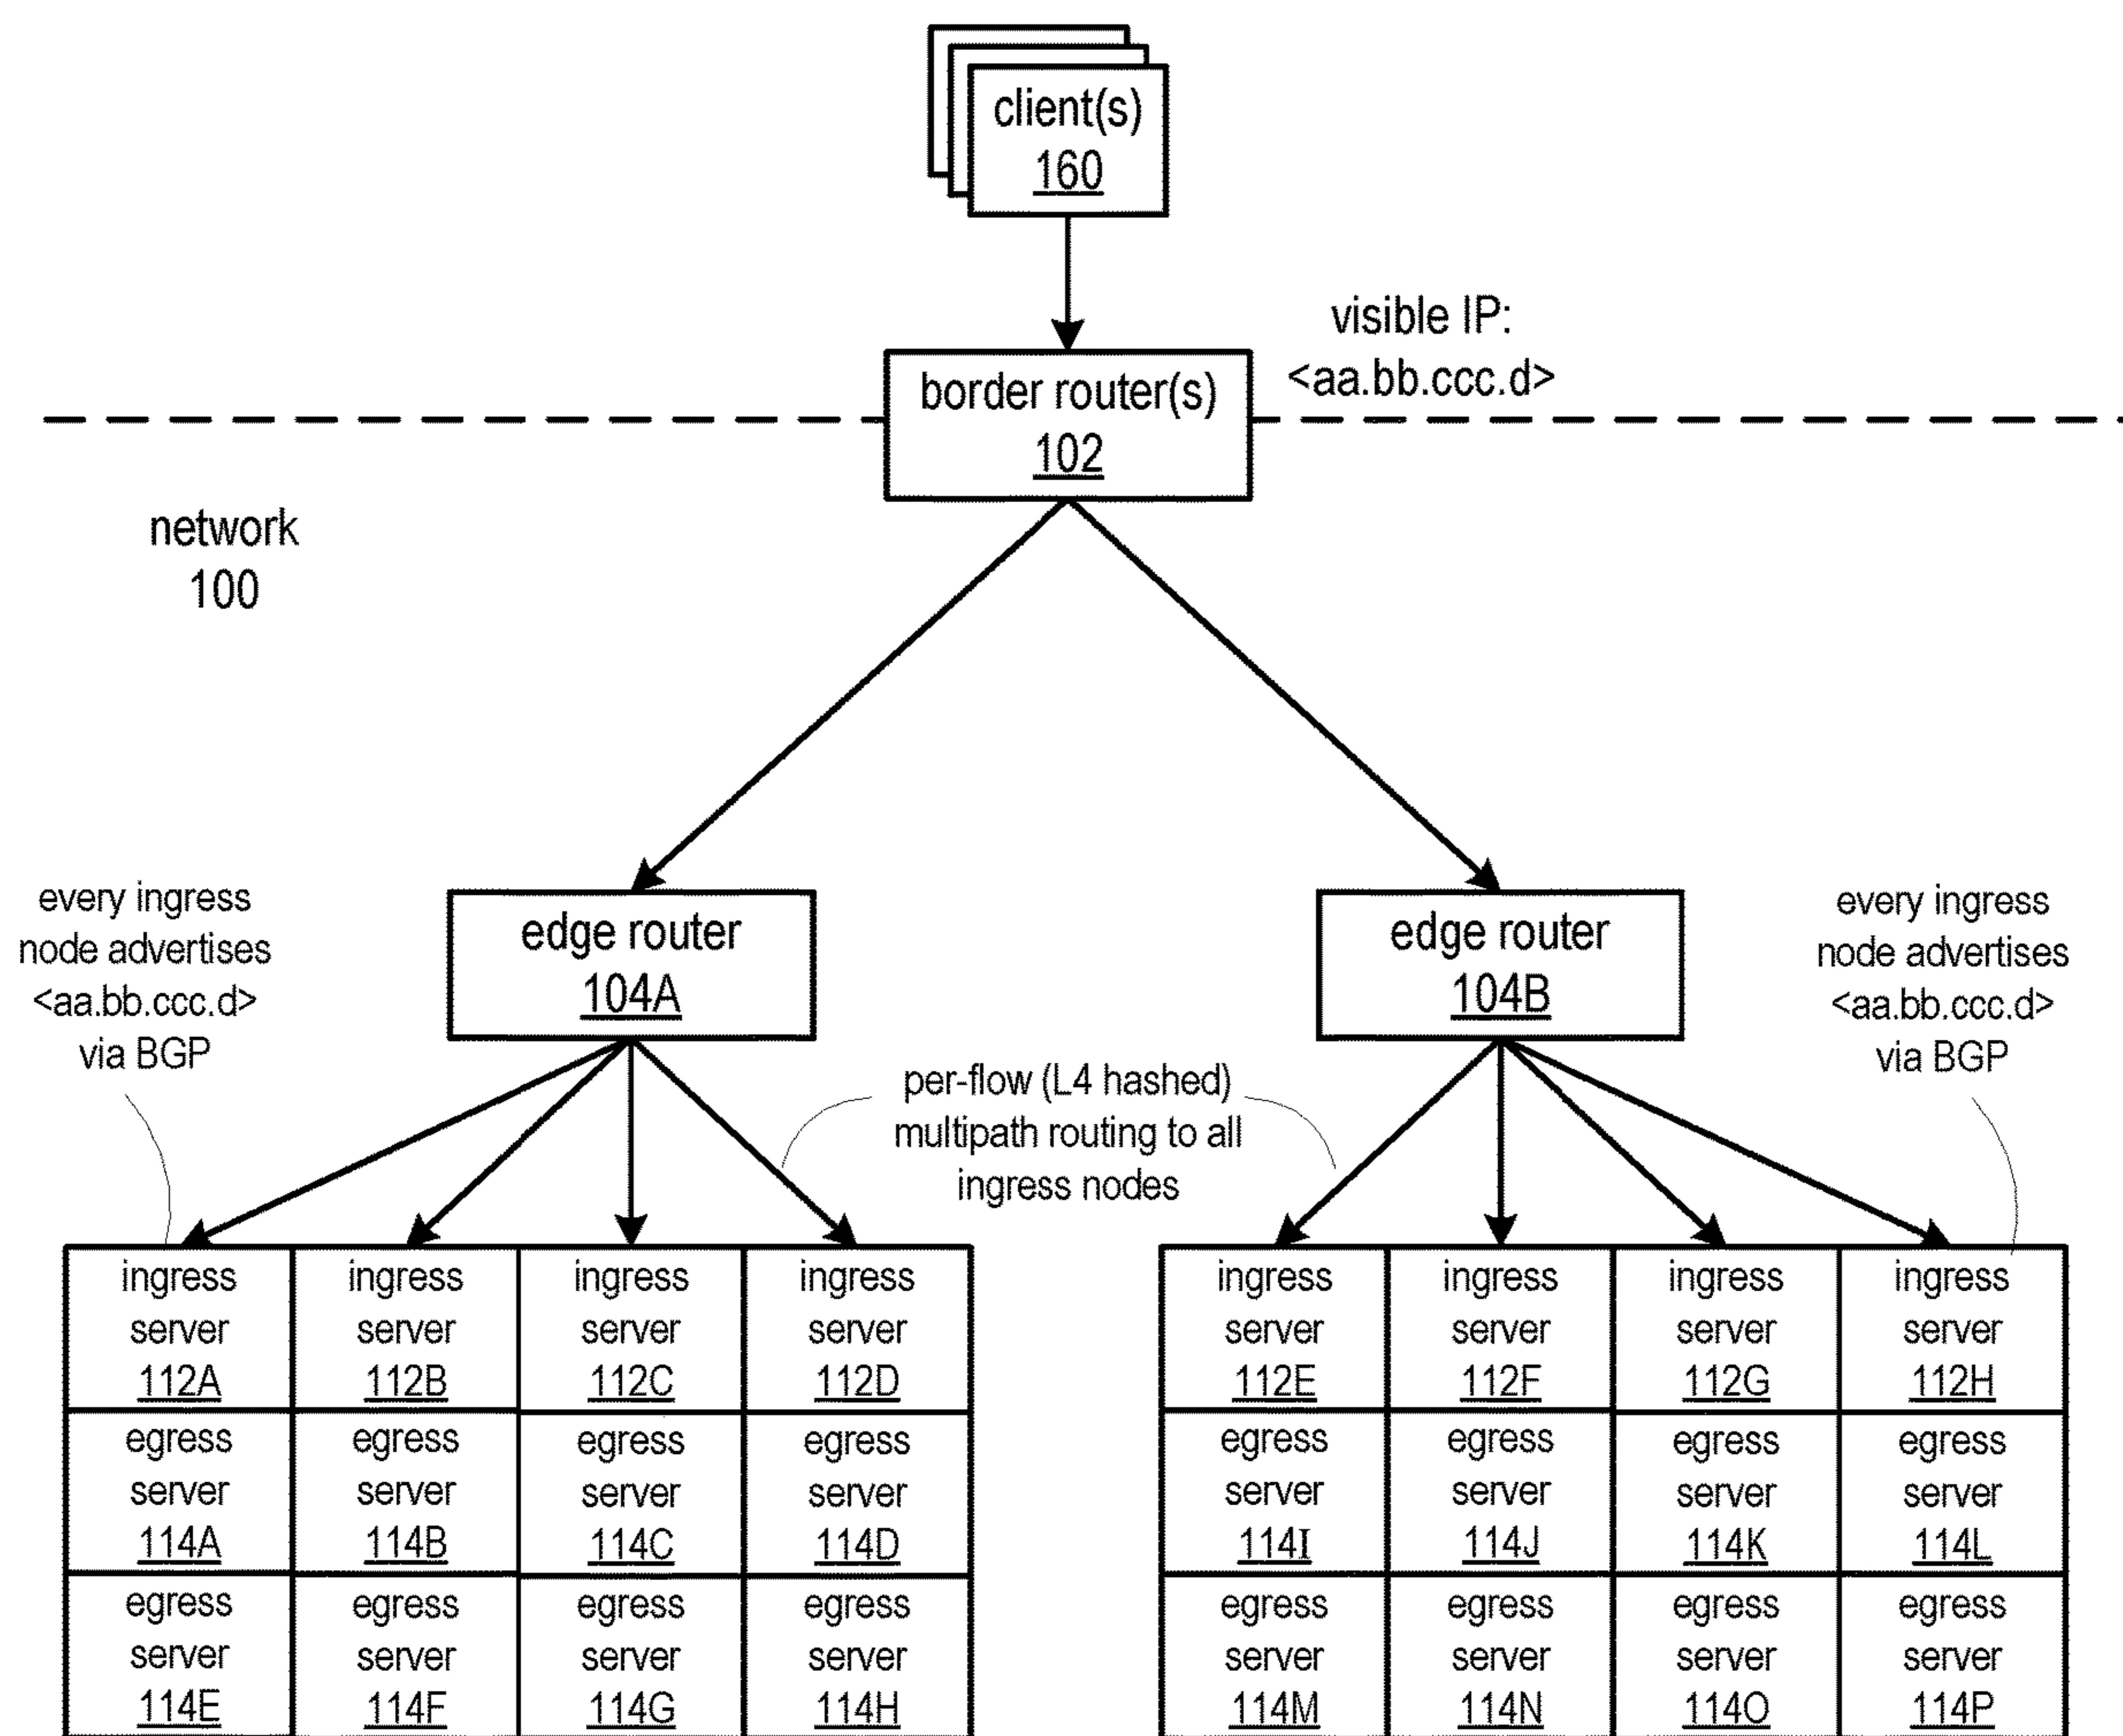 client(s)
160
visible IP:
<aa.bb.ccc.d>
border router(s)
102
network
100
every ingress
node advertises
<aa.bb.ccc.d>
via BGP
edge router
104A
edge router
104B
every ingress
node advertises
<aa.bb.ccc.d>
via BGP
per-flow (L4 hashed)
multipath routing to all
ingress nodes
ingress
server
112A
ingress
server
112B
ingress
server
112C
ingress
server
112D
ingress
server
112E
ingress
server
112F
ingress
server
112G
ingress
server
112H
egress
server
114A
egress
server
114B
egress
server
114C
egress
server
114D
egress
server
114I
egress
server
114J
egress
server
114K
egress
server
114L
egress
server
114E
egress
server
114F
egress
server
114G
egress
server
114H
egress
server
114M
egress
server
114N
egress
server
114O
egress
server
114P